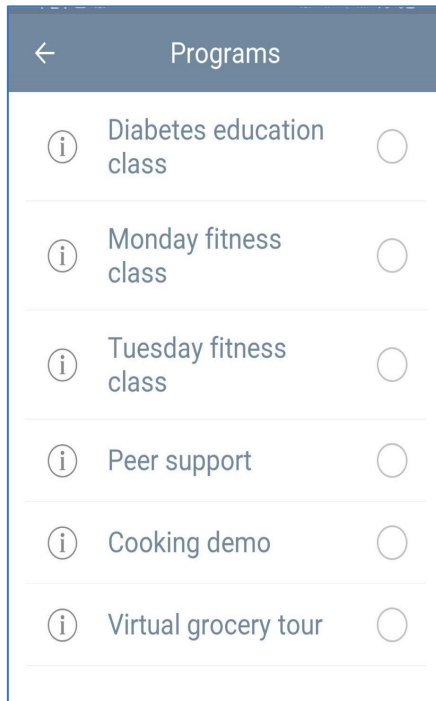 Programs
Diabetes education
class
Monday fitness
class
Tuesday fitness
class
Peer support
Cooking demo
Virtual grocery tour